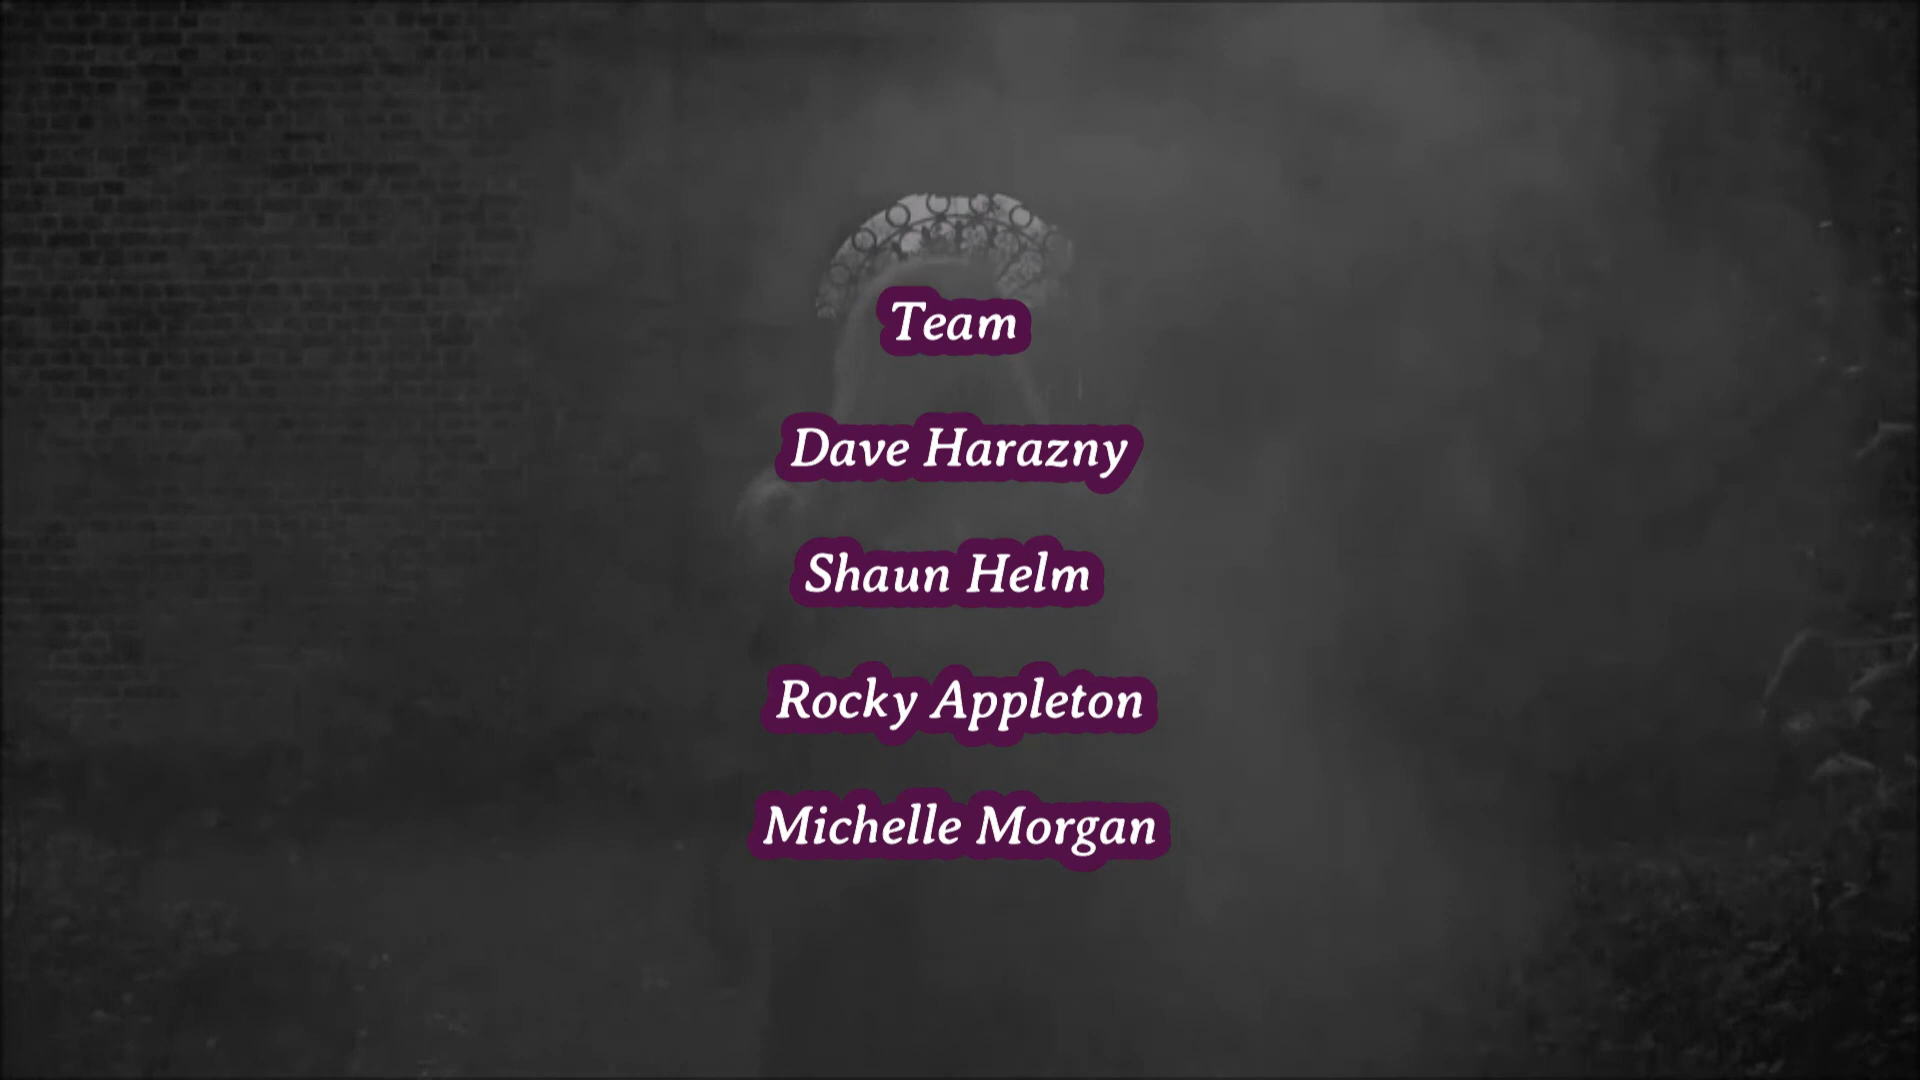 Team
Dave Harazny
Shaun Helm
Rocky Appleton
Michelle Morgan